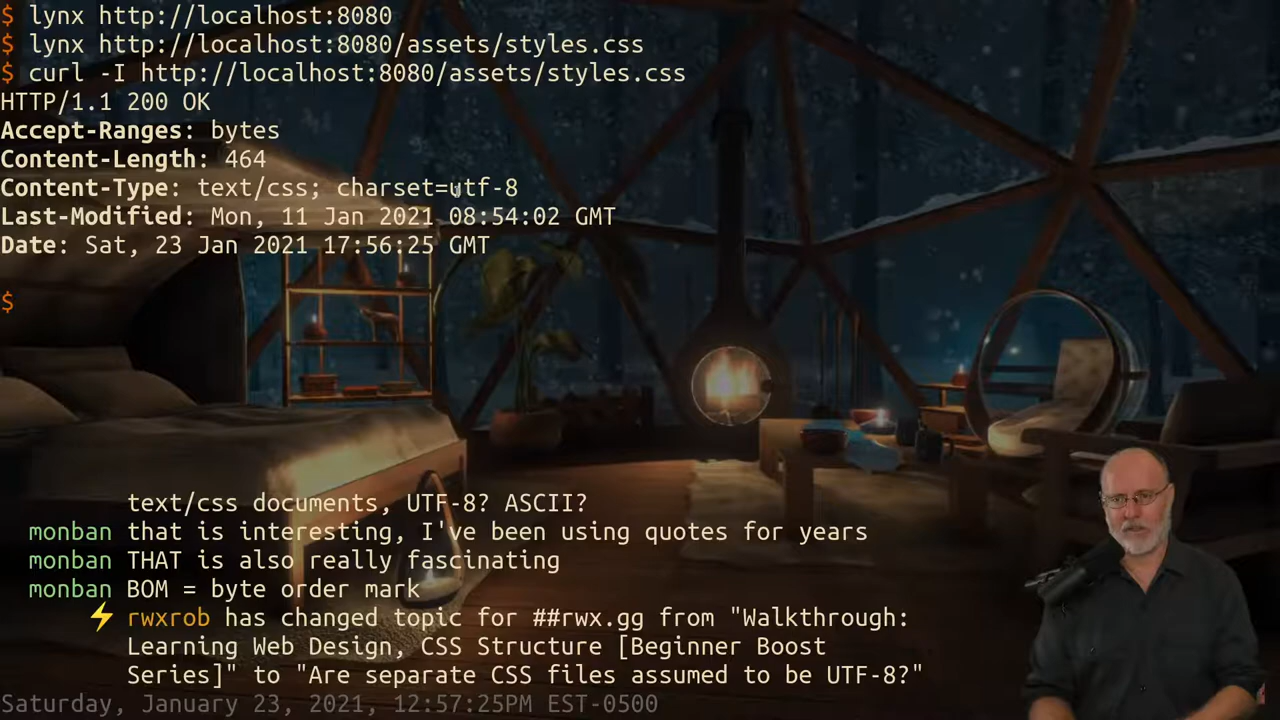 $ lynx http://localhost:8080
$ lynx http://localhost:8080/assets/styles.css
$ curl -I http://localhost:8080/assets/styles.css
HTTP/1.1 200 OK
Accept-Ranges: bytes
Content-Length: 464
Content-Type: text/css; charset=utf-8
Last-Modified: Mon, 11 Jan 2021 08:54:02 GMT
Date: Sat, 23 Jan 2021 17:56:25 GMT
$
text/css documents, UTF-8? ASCII?
monban that is interesting, I've been using quotes for years
monban THAT is also really fascinating
monban BOM = byte order mark
⚡ rwxrob has changed topic for ##rwx.gg from "Walkthrough:
Learning Web Design, CSS Structure [Beginner Boost
Series]" to "Are separate CSS files assumed to be UTF-8?"
Saturday, January 23, 2021, 12:57:25PM EST-0500